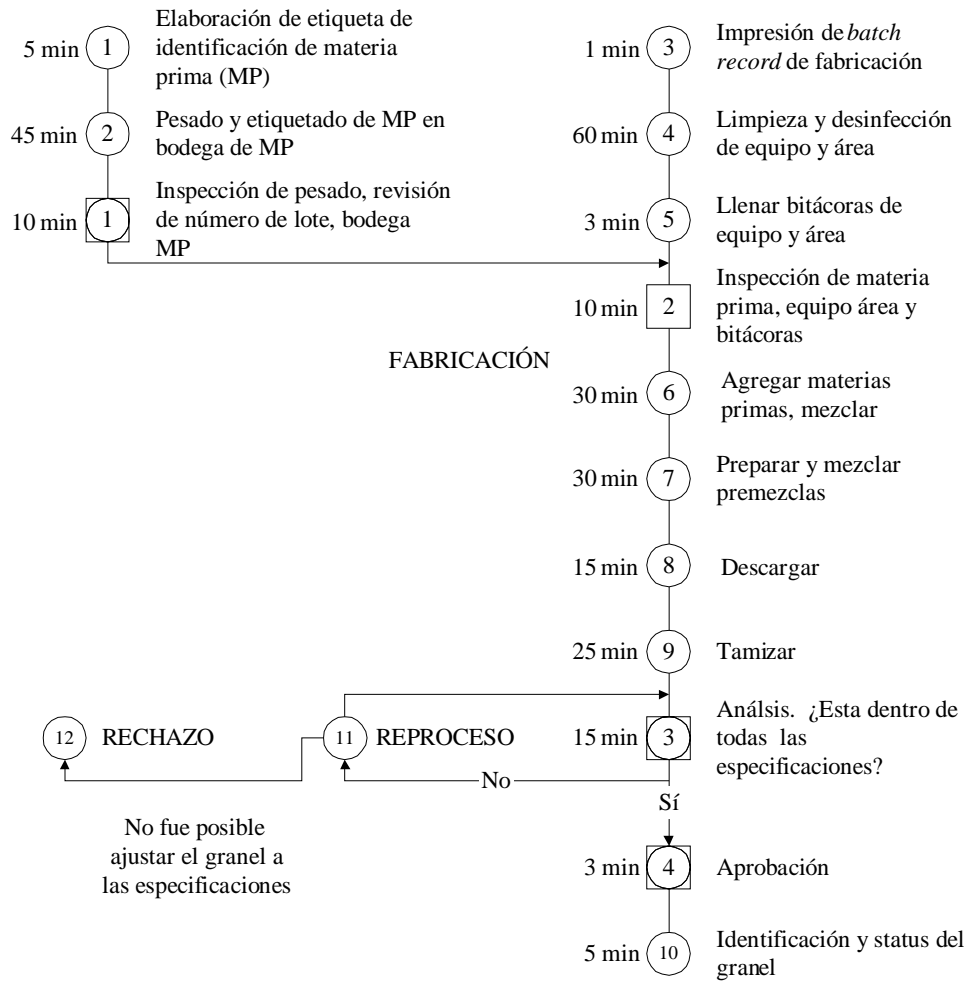 5 min
1
Elaboración de etiqueta de
identificación de materia
prima (MP)
45 min
2
Pesado y etiquetado de MP en
bodega de MP
10 min
1
Inspección de pesado, revisión
de número de lote, bodega
MP
1 min
3
Impresión de batch
record de fabricación
60 min
4
Limpieza y desinfección
de equipo y área
3 min
5
Llenar bitácoras de
equipo y área
10 min
2
Inspección de materia
prima, equipo área y
bitácoras
FABRICACIÓN
30 min
6
Agregar materias
primas, mezclar
30 min
7
Preparar y mezclar
premezclas
15 min
8
Descargar
25 min
9
Tamizar
12
RECHAZO
11
REPROCESO
15 min
3
Análsis. ¿Esta dentro de
todas las
especificaciones?
No
Sí
No fue posible
ajustar el granel a
las especificaciones
3 min
4
Aprobación
5 min
10
Identificación y status del
granel